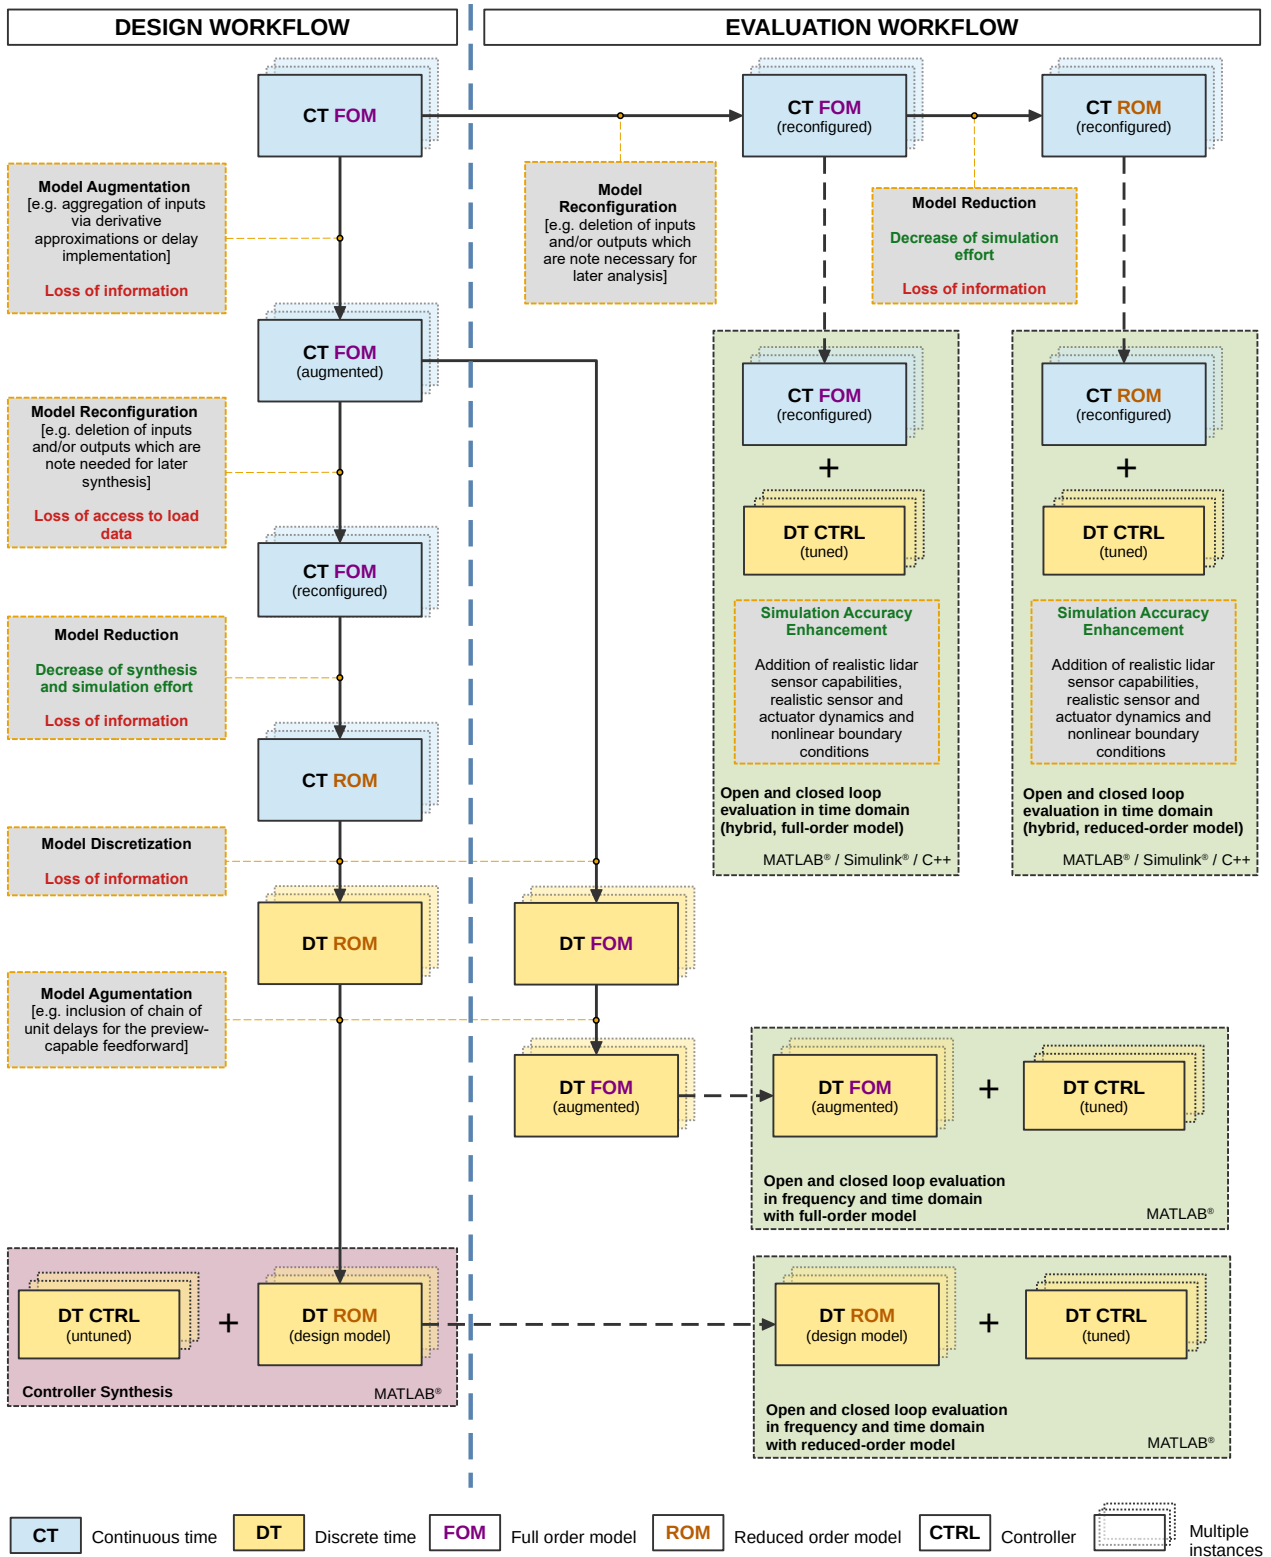 DESIGN WORKFLOW
EVALUATION WORKFLOW
CT FOM
CT FOM
(reconfigured)
CT ROM
(reconfigured)
Model Augmentation
[e.g. aggregation of inputs
via derivative
approximations or delay
implementation]
Loss of information
Model
Reconfiguration
[e.g. deletion of inputs
and/or outputs which
are note necessary for
later analysis]
Model Reduction
Decrease of simulation
effort
Loss of information
CT FOM
(augmented)
CT FOM
(reconfigured)
CT ROM
(reconfigured)
Model Reconfiguration
[e.g. deletion of inputs
and/or outputs which are
note needed for later
synthesis]
Loss of access to load
data
+
+
DT CTRL
(tuned)
DT CTRL
(tuned)
CT FOM
(reconfigured)
Simulation Accuracy
Enhancement
Addition of realistic lidar
sensor capabilities,
realistic sensor and
actuator dynamics and
nonlinear boundary
conditions
Simulation Accuracy
Enhancement
Addition of realistic lidar
sensor capabilities,
realistic sensor and
actuator dynamics and
nonlinear boundary
conditions
Model Reduction
Decrease of synthesis
and simulation effort
Loss of information
CT ROM
Open and closed loop
evaluation in time domain
(hybrid, full-order model)
MATLAB® / Simulink® / C++
Open and closed loop
evaluation in time domain
(hybrid, reduced-order model)
MATLAB® / Simulink® / C++
Model Discretization
Loss of information
DT ROM
DT FOM
Model Agumentation
[e.g. inclusion of chain of
unit delays for the preview-
capable feedforward]
DT FOM
(augmented)
DT FOM
(augmented)
+
DT CTRL
(tuned)
Open and closed loop evaluation
in frequency and time domain
with full-order model
MATLAB®
DT CTRL
(untuned)
+
DT ROM
(design model)
Controller Synthesis
MATLAB®
DT ROM
(design model)
+
DT CTRL
(tuned)
Open and closed loop evaluation
in frequency and time domain
with reduced-order model
MATLAB®
CT
Continuous time
DT
Discrete time
FOM
Full order model
ROM
Reduced order model
CTRL
Controller
Multiple
instances